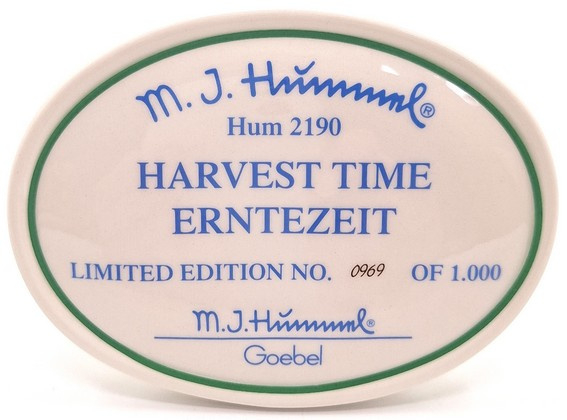 M. J. Hummel®
Hum 2190
HARVEST TIME
ERNTEZEIT
LIMITED EDITION NO. 0969 OF 1.000
M.J.Hummel®
Goebel